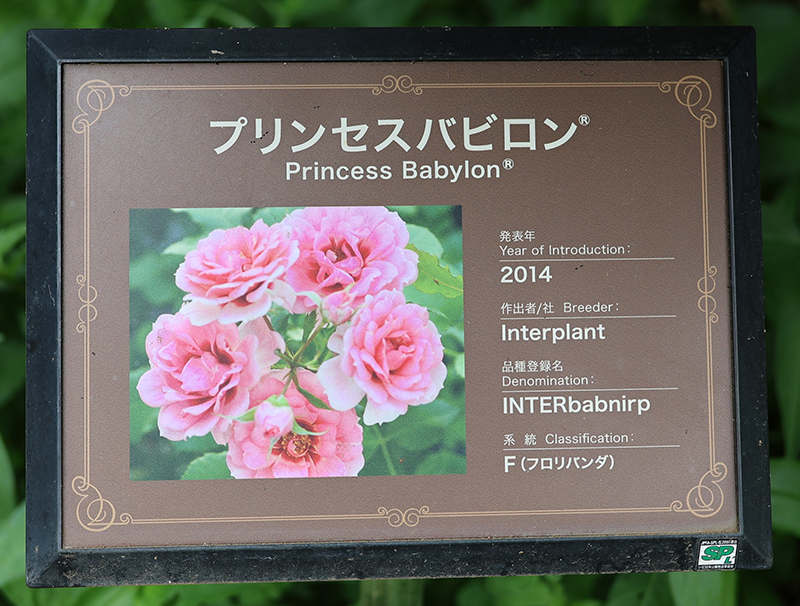 プリンセスバビロン®
Princess Babylon®
発表年
Year of Introduction:
2014
作出者/社 Breeder:
Interplant
品種登録名
Denomination:
INTERbabnirp
系 統 Classification:
F(フロリバンダ)
SPL